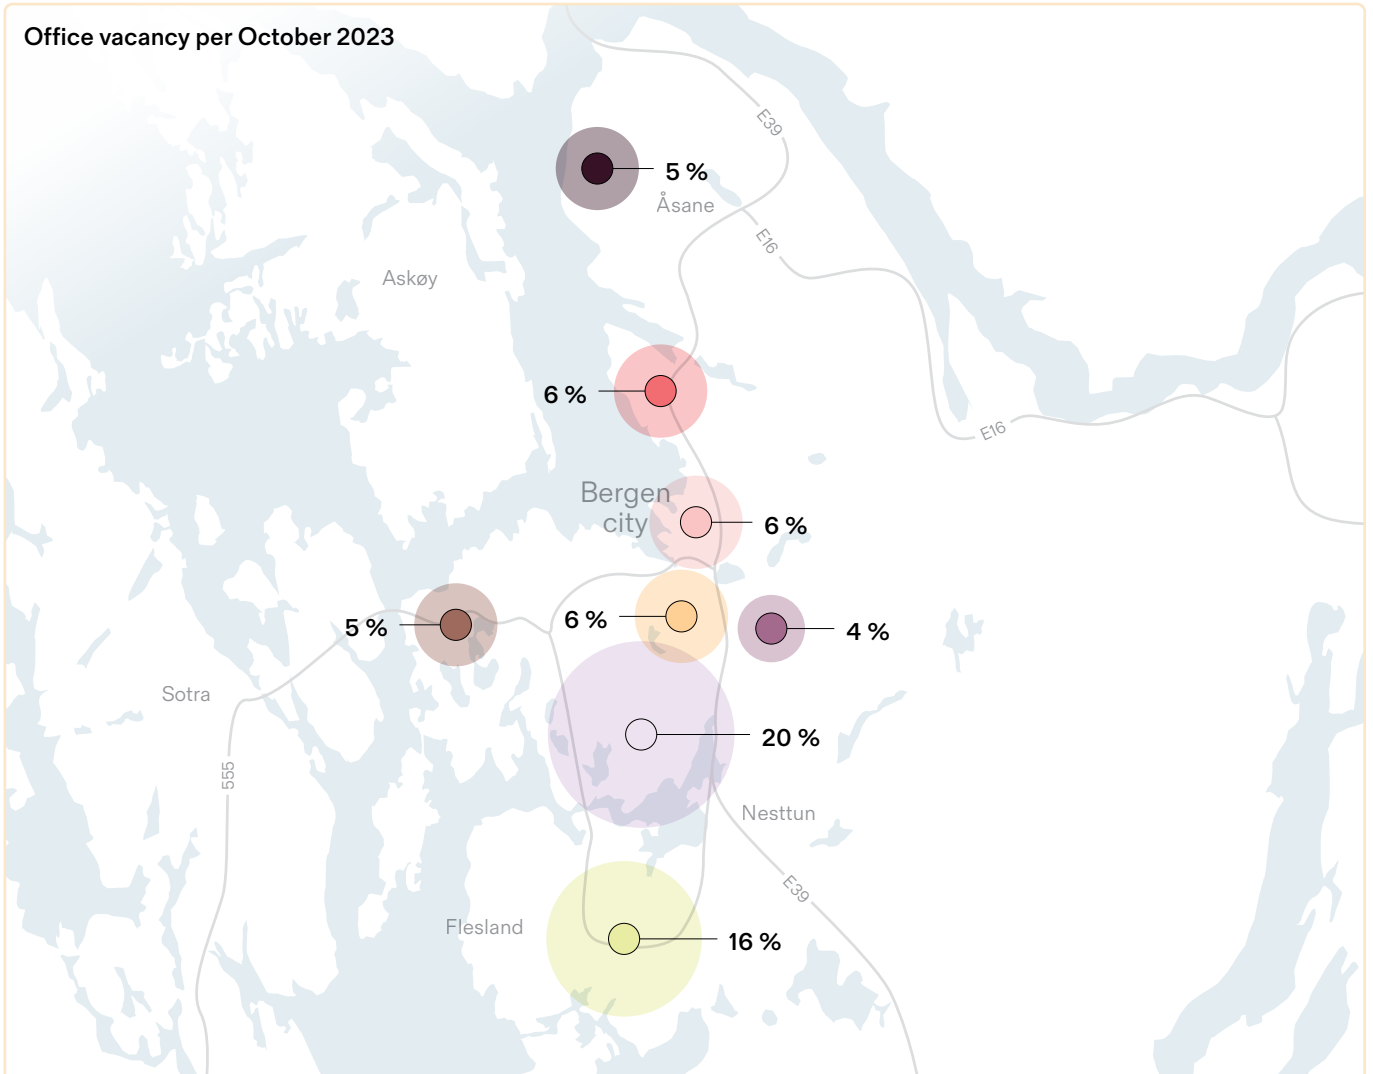 Office vacancy per October 2023
E39
5 %
Åsane
E16
Askøy
6 %
E16
Bergen
city
6 %
5 %
6 %
4 %
Sotra
20 %
555
Nesttun
E39
Flesland
16 %